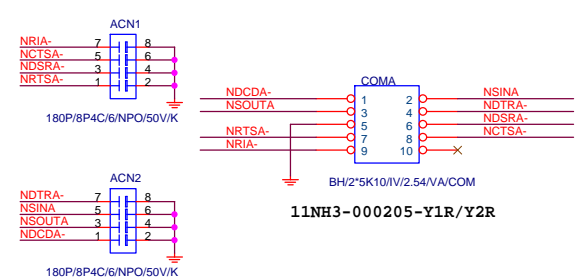 ACN1
NRIA- 7 8
NCTSA- 5 6
NDSRA- 3 4
NRTSA- 1 2
180P/8P4C/6/NPO/50V/K
COMA
NDCDA- 1 2 NSINA
NSOUTA 3 4 NDTRA-
5 6 NDSRA-
NRTSA- 7 8 NCTSA-
NRIA- 9 10
BH/2*5K10/IV/2.54/VA/COM
11NH3-000205-Y1R/Y2R
ACN2
NDTRA- 7 8
NSINA 5 6
NSOUTA 3 4
NDCDA- 1 2
180P/8P4C/6/NPO/50V/K